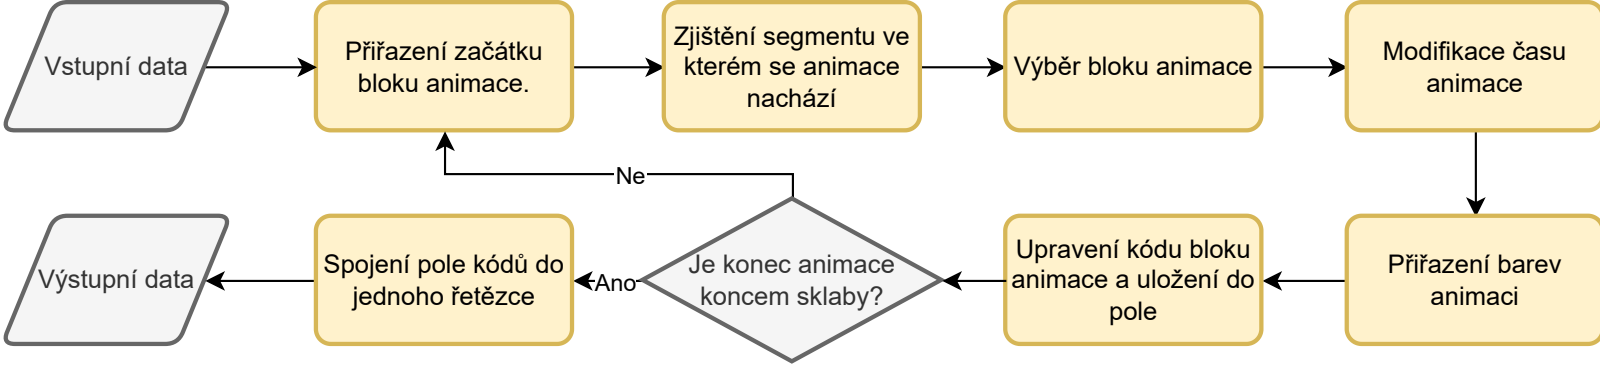 Vstupní data
Přiřazení začátku
bloku animace.
Zjištění segmentu ve
kterém se animace
nachází
Výběr bloku animace
Modifikace času
animace
Ne
Výstupní data
Spojení pole kódů do
jednoho řetězce
Ano
Je konec animace
koncem sklaby?
Upravení kódu bloku
animace a uložení do
pole
Přiřazení barev
animaci